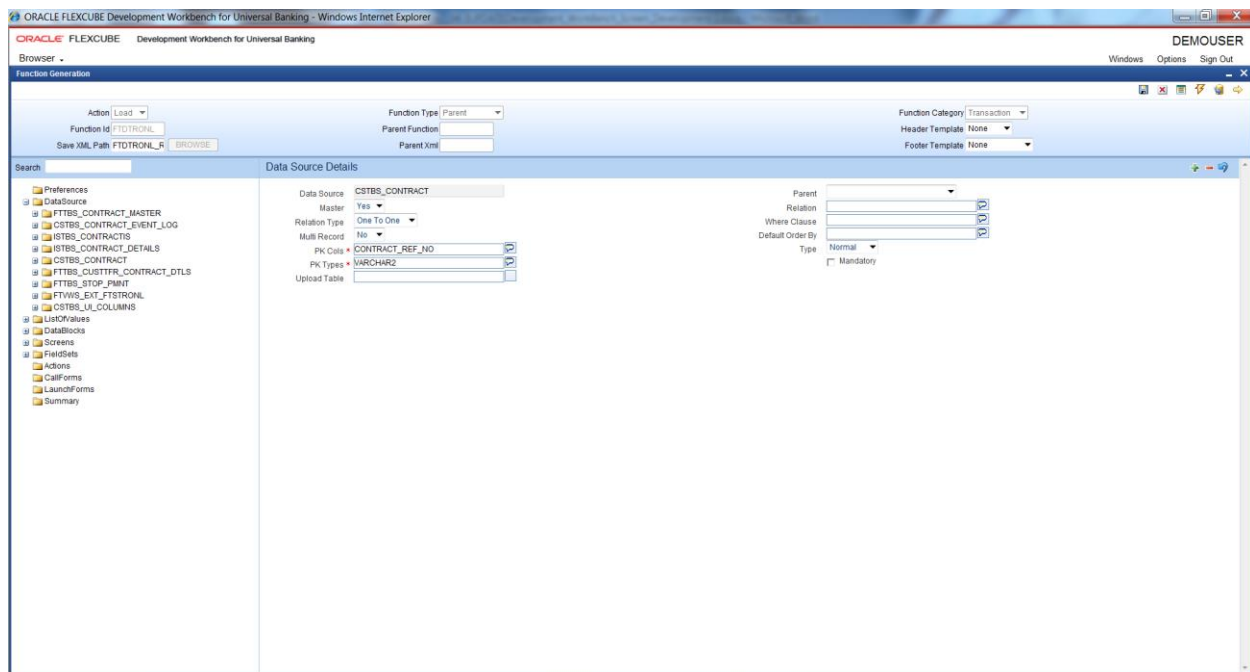 ORACLE FLEXCUBE Development Workbench for Universal Banking - Windows Internet Explorer
ORACLE FLEXCUBE Development Workbench for Universal Banking DEMOUSER
Browser Windows Options Sign Out
Function Generation
Action Load Function Type Parent Function Category Transaction
Function Id FTDTRONL Parent Function Header Template None
Save XML Path FTDTRONL_R BROWSE Parent Xml Footer Template None
Search
Preferences
DataSource
FTTBS_CONTRACT_MASTER
CSTBS_CONTRACT_EVENT_LOG
ISTBS_CONTRACTIS
ISTBS_CONTRACT_DETAILS
CSTBS_CONTRACT
FTTBS_CUSTTFR_CONTRACT_DTLS
FTTBS_STOP_PMNT
FTVWS_EXT_FTSTRONL
CSTBS_UI_COLUMNS
ListOfValues
DataBlocks
Screens
FieldSets
Actions
CallForms
LaunchForms
Summary
Data Source Details
Data Source CSTBS_CONTRACT Parent
Master Yes Relation
Relation Type One To One Where Clause
Multi Record No Default Order By
PK Cols * CONTRACT_REF_NO Type Normal
PK Types * VARCHAR2 Mandatory
Upload Table